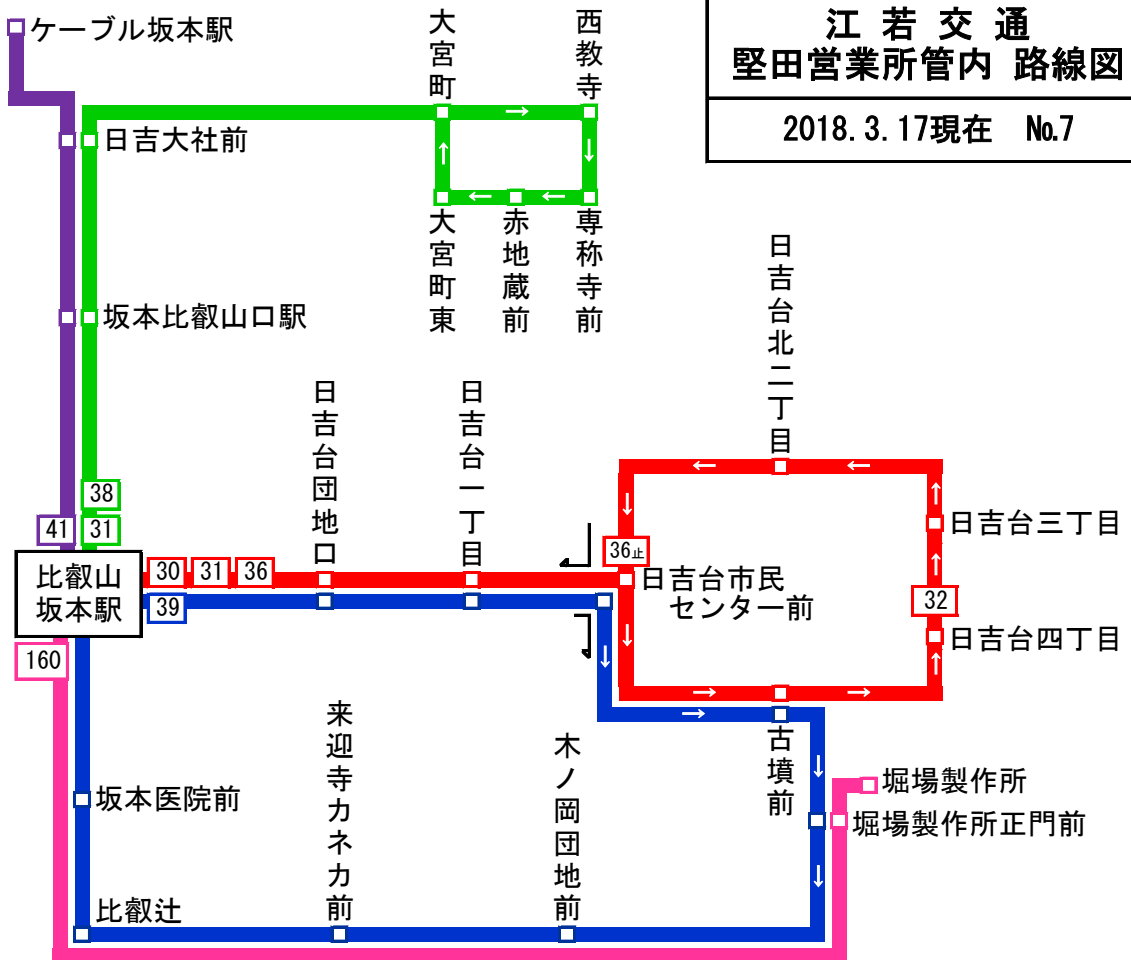 江若交通
堅田営業所管内 路線図
2018.3.17現在 No.7
ケーブル坂本駅
大宮町
西教寺
日吉大社前
大宮町東
赤地蔵前
専称寺前
坂本比叡山口駅
日吉台北二丁目
日吉台団地口
日吉台一丁目
38
41
31
日吉台三丁目
36止
比叡山
坂本駅
30
31
36
39
日吉台市民
センター前
32
日吉台四丁目
160
来迎寺カネカ前
木ノ岡団地前
古墳前
坂本医院前
堀場製作所
堀場製作所正門前
比叡辻